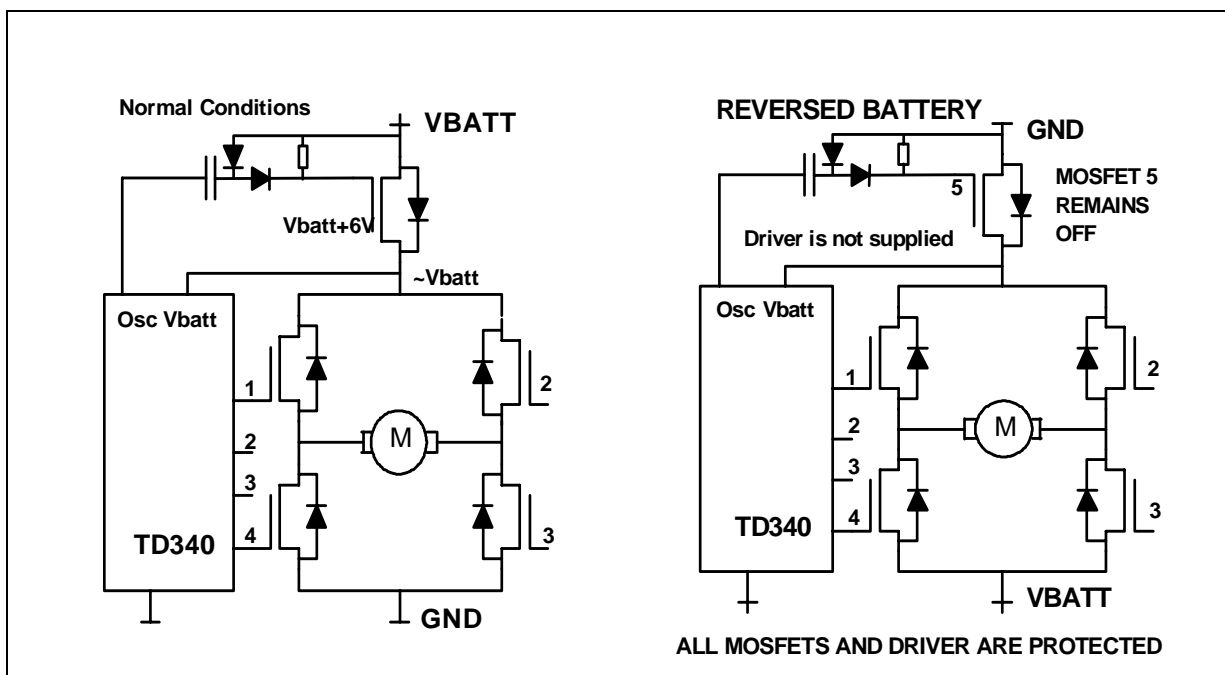 Normal Conditions
VBATT
Vbatt+6V
~Vbatt
Osc Vbatt
1
2
3
4
TD340
2
M
3
GND
REVERSED BATTERY
GND
5
MOSFET 5
REMAINS
OFF
Driver is not supplied
Osc Vbatt
1
2
3
4
TD340
2
M
3
VBATT
ALL MOSFETS AND DRIVER ARE PROTECTED